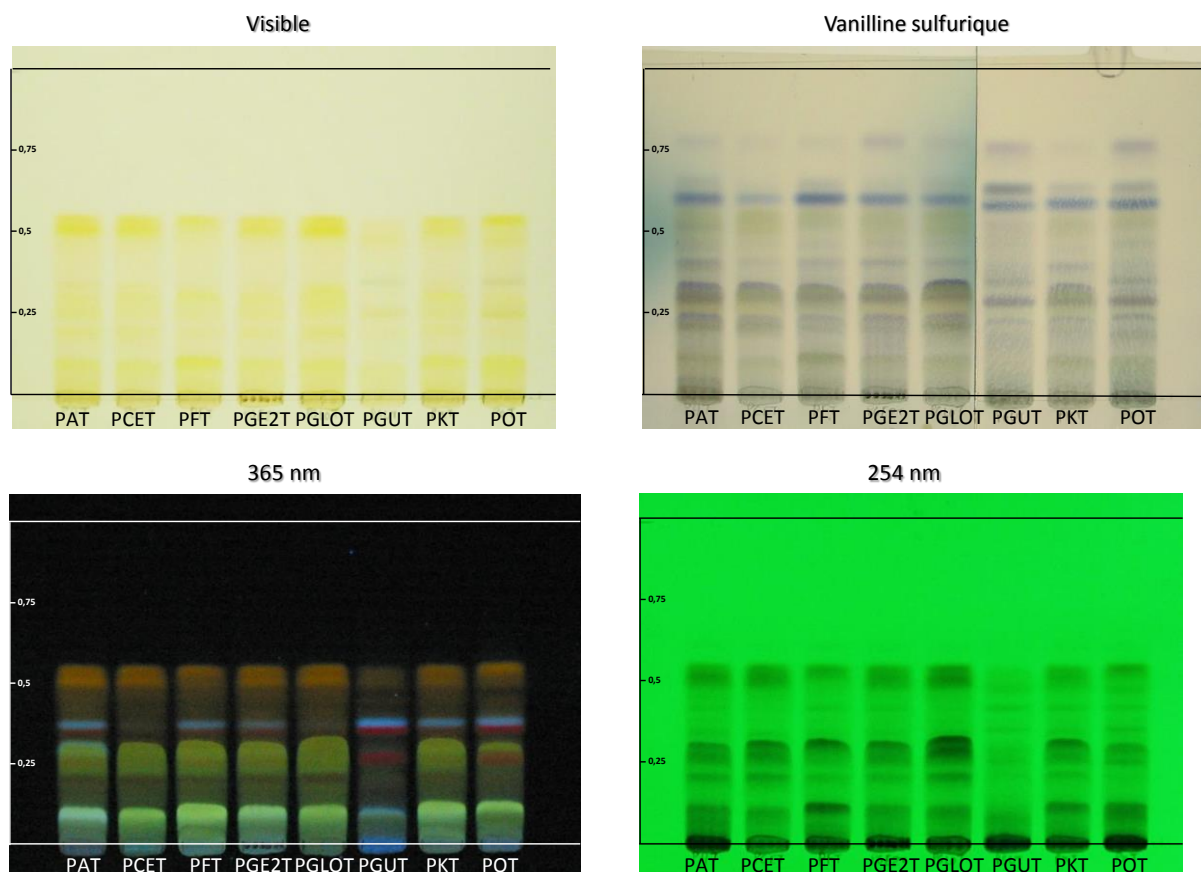 Visible
Vanilline sulfurique
0,75
0,5
0,25
PAT PCET PFT PGE2T PGLOT PGUT PKT POT
0,75
0,5
0,25
PAT PCET PFT PGE2T PGLOT PGUT PKT POT
365 nm
254 nm
0,75
0,5
0,25
PAT PCET PFT PGE2T PGLOT PGUT PKT POT
0,75
0,5
0,25
PAT PCET PFT PGE2T PGLOT PGUT PKT POT